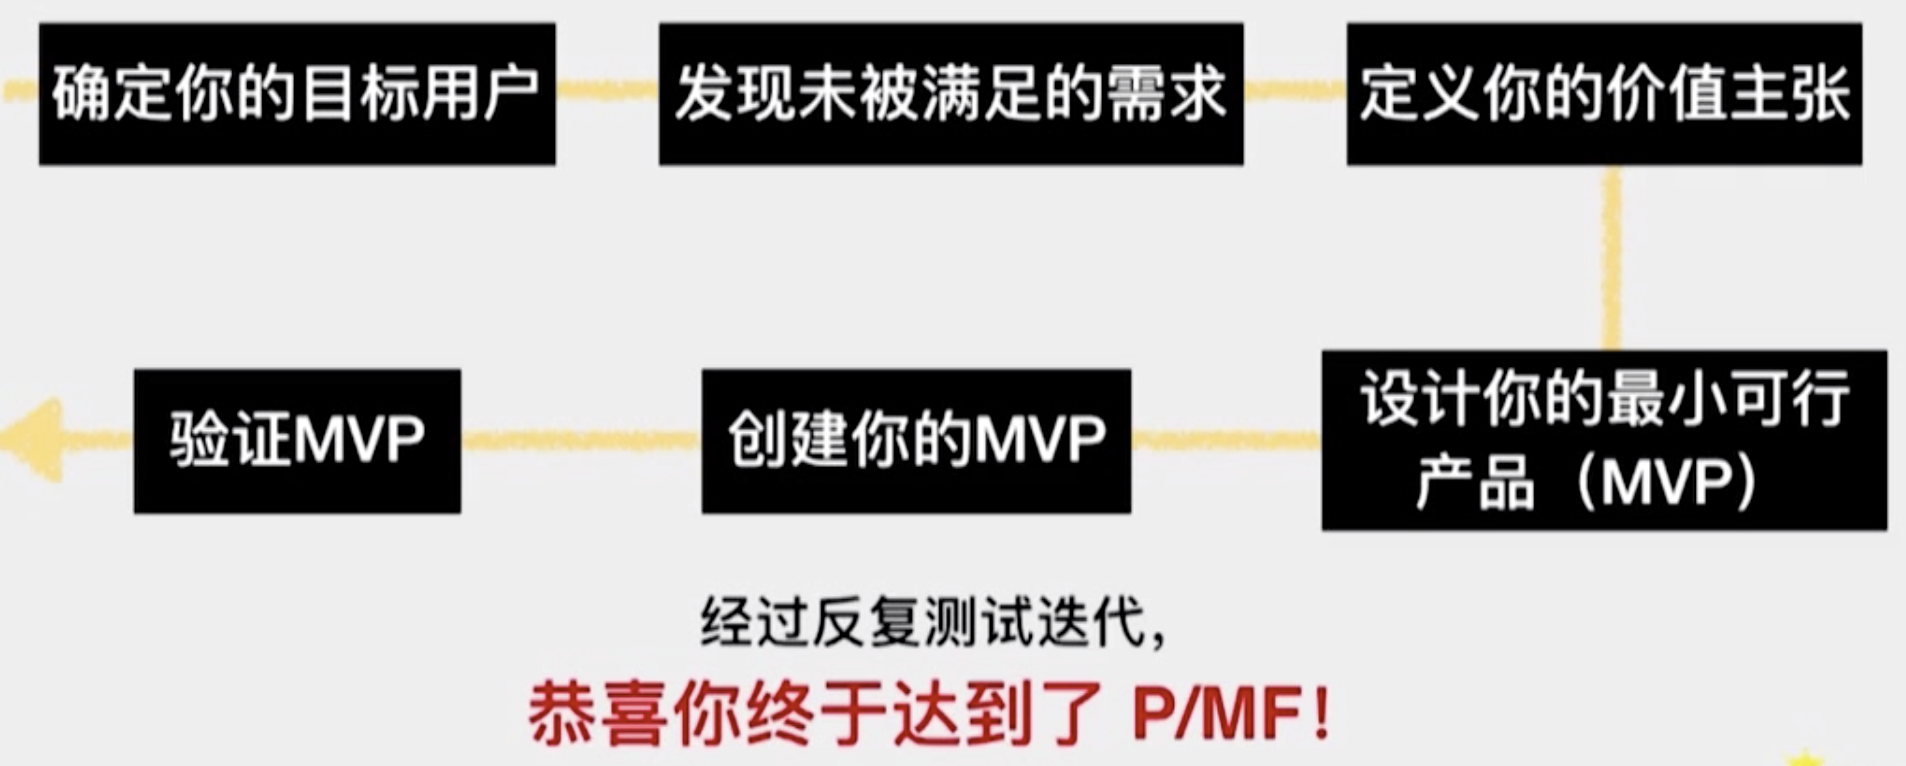 确定你的目标用户
发现未被满足的需求
定义你的价值主张
设计你的最小可行
产品（MVP）
创建你的MVP
验证MVP
经过反复测试迭代，
恭喜你终于达到了 P/MF！